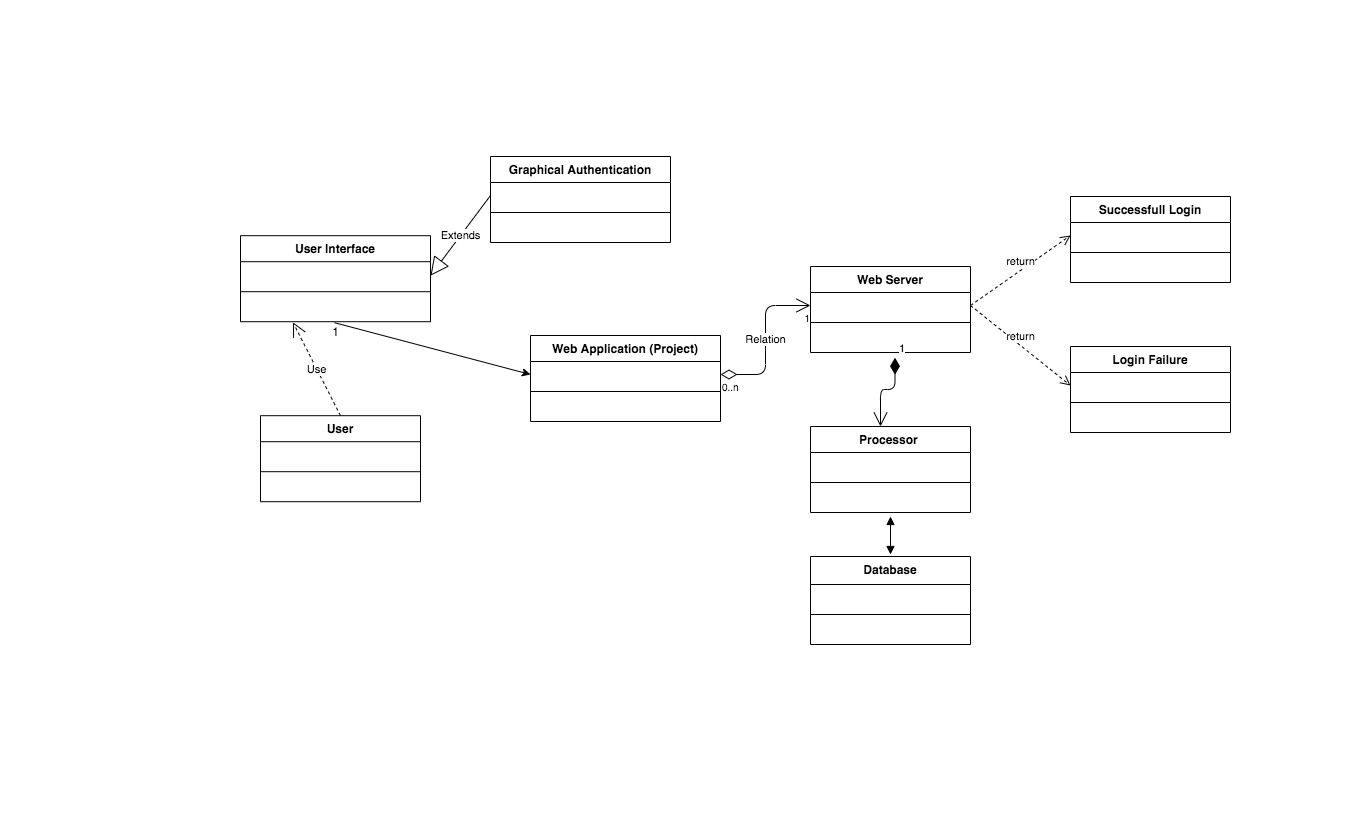 Graphical Authentication
Extends
User Interface
1
Use
User
Web Application (Project)
0..n
Relation
1
Web Server
1
return
return
Successfull Login
Login Failure
Processor
Database